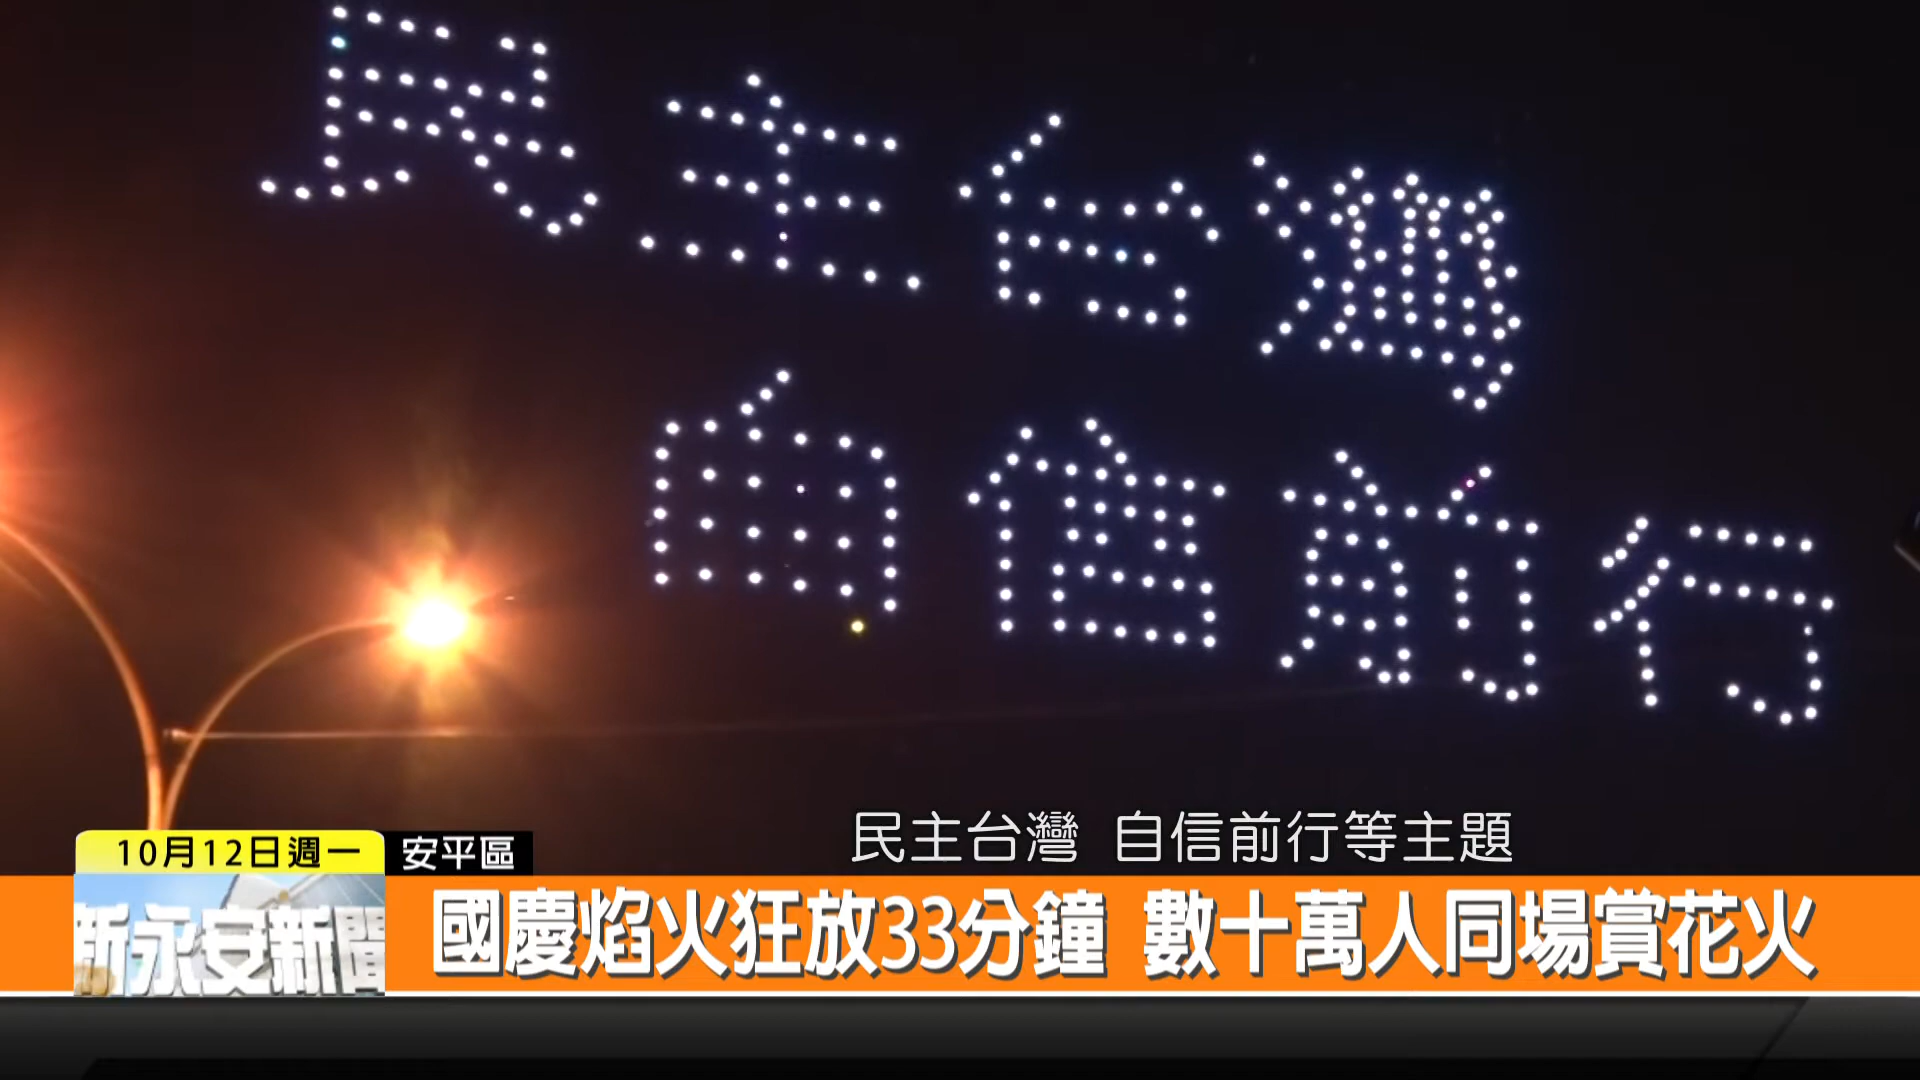 民主台灣
自信前行
民主台灣 自信前行等主題
10月12日週一
安平區
新永安新聞
國慶焰火狂放33分鐘 數十萬人同場賞花火